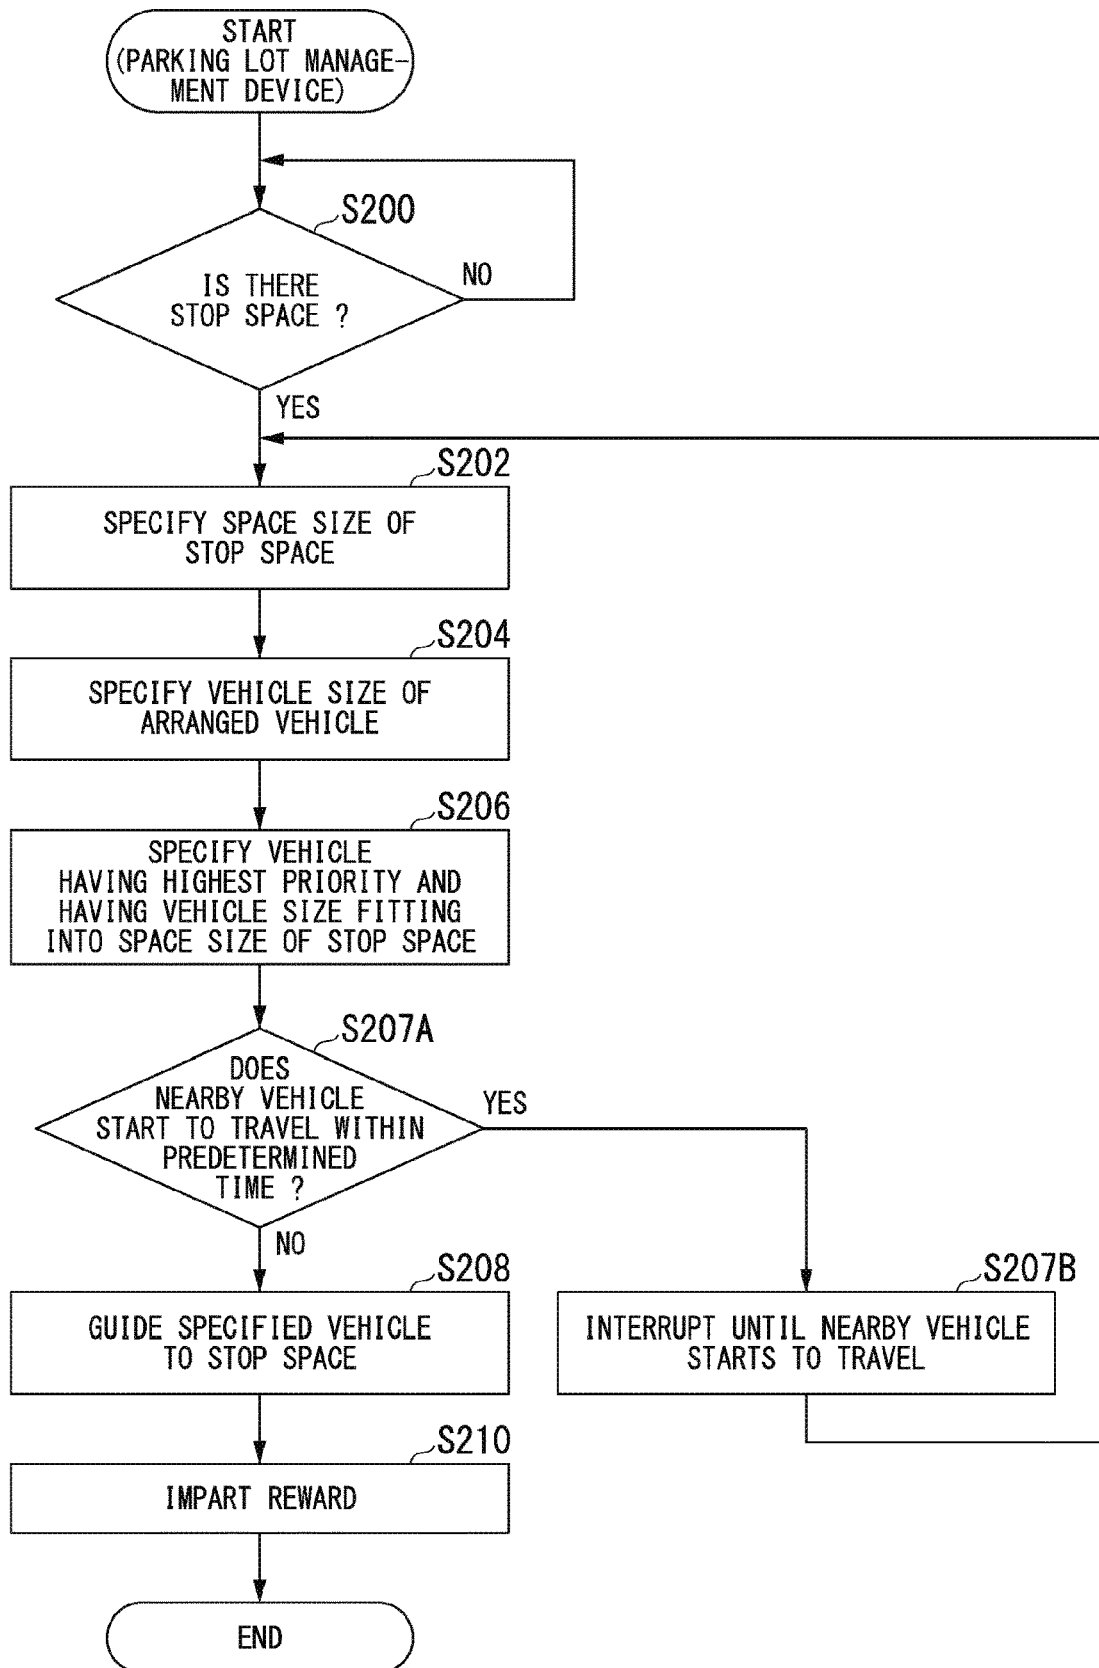 START
(PARKING LOT MANAGE-
MENT DEVICE)
S200
IS THERE
STOP SPACE ?
NO
YES
S202
SPECIFY SPACE SIZE OF
STOP SPACE
S204
SPECIFY VEHICLE SIZE OF
ARRANGED VEHICLE
S206
SPECIFY VEHICLE
HAVING HIGHEST PRIORITY AND
HAVING VEHICLE SIZE FITTING
INTO SPACE SIZE OF STOP SPACE
S207A
DOES
NEARBY VEHICLE
START TO TRAVEL WITHIN
PREDETERMINED
TIME ?
YES
NO
S208
GUIDE SPECIFIED VEHICLE
TO STOP SPACE
S207B
INTERRUPT UNTIL NEARBY VEHICLE
STARTS TO TRAVEL
S210
IMPART REWARD
END